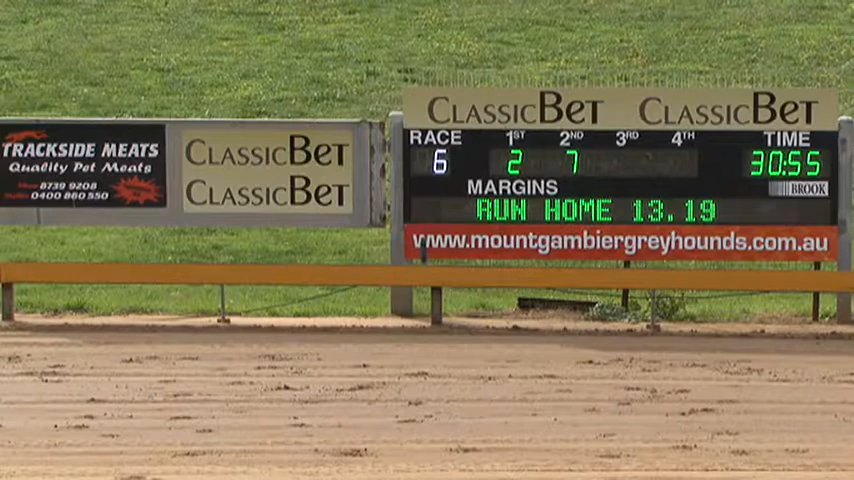 CLASSICBET CLASSICBET
RACE 1ST 2ND 3RD 4TH TIME
6 2 7 30:55
MARGINS BROOK
RUN HOME 13.19
www.mountgambiergreyhounds.com.au
TRACKSIDE MEATS
Quality Pet Meats
8739 9208
0400 860 550
CLASSICBET
CLASSICBET